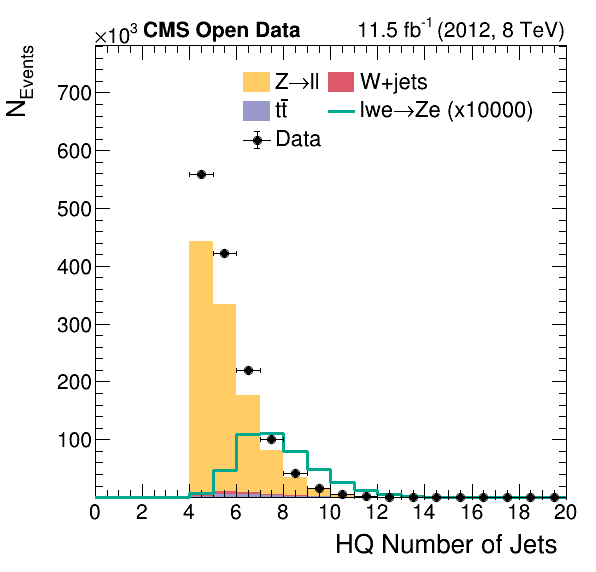 ×10³ CMS Open Data 11.5 fb⁻¹ (2012, 8 TeV)
N_Events
Z→ll W+jets
tt̄ lwe→Ze (x10000)
Data
700
600
500
400
300
200
100
0 2 4 6 8 10 12 14 16 18 20
HQ Number of Jets